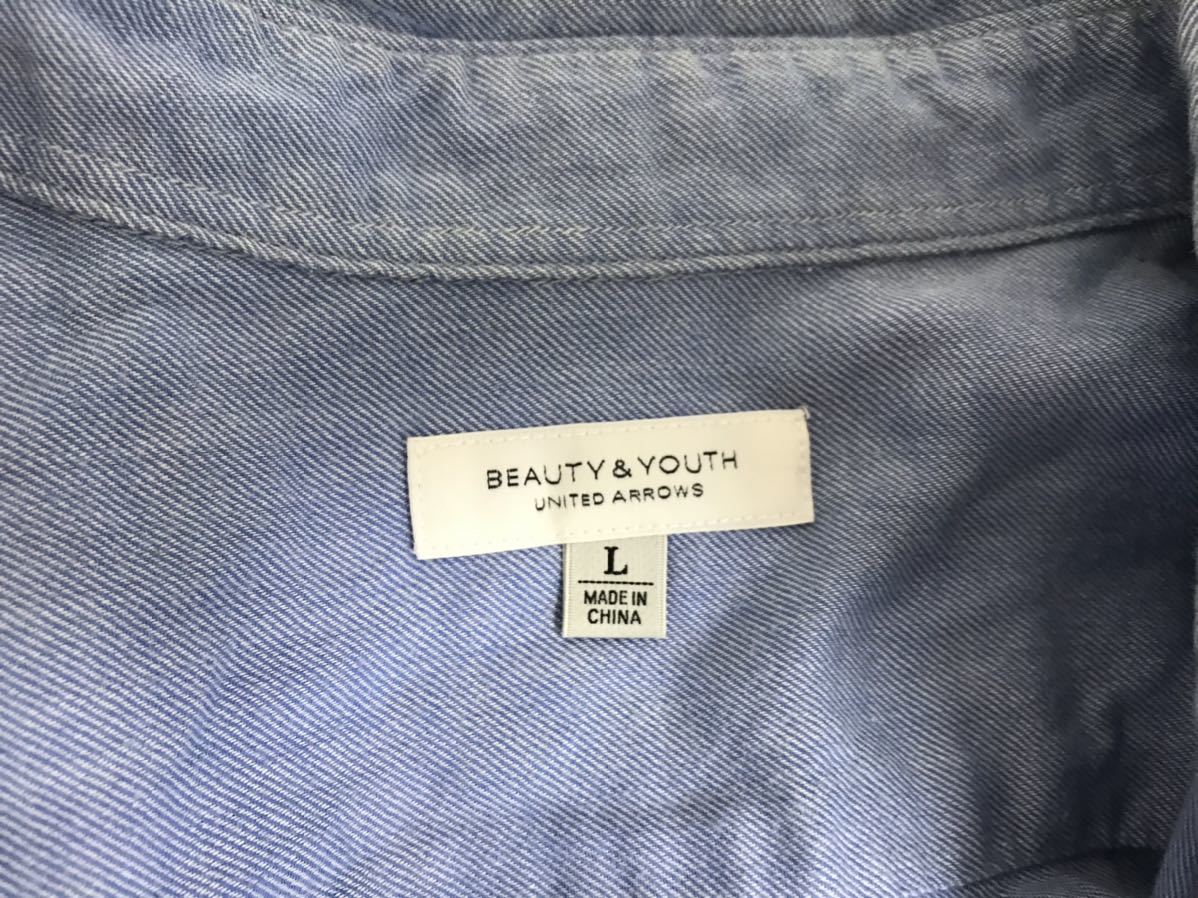 BEAUTY & YOUTH
UNITED ARROWS
L
MADE IN
CHINA